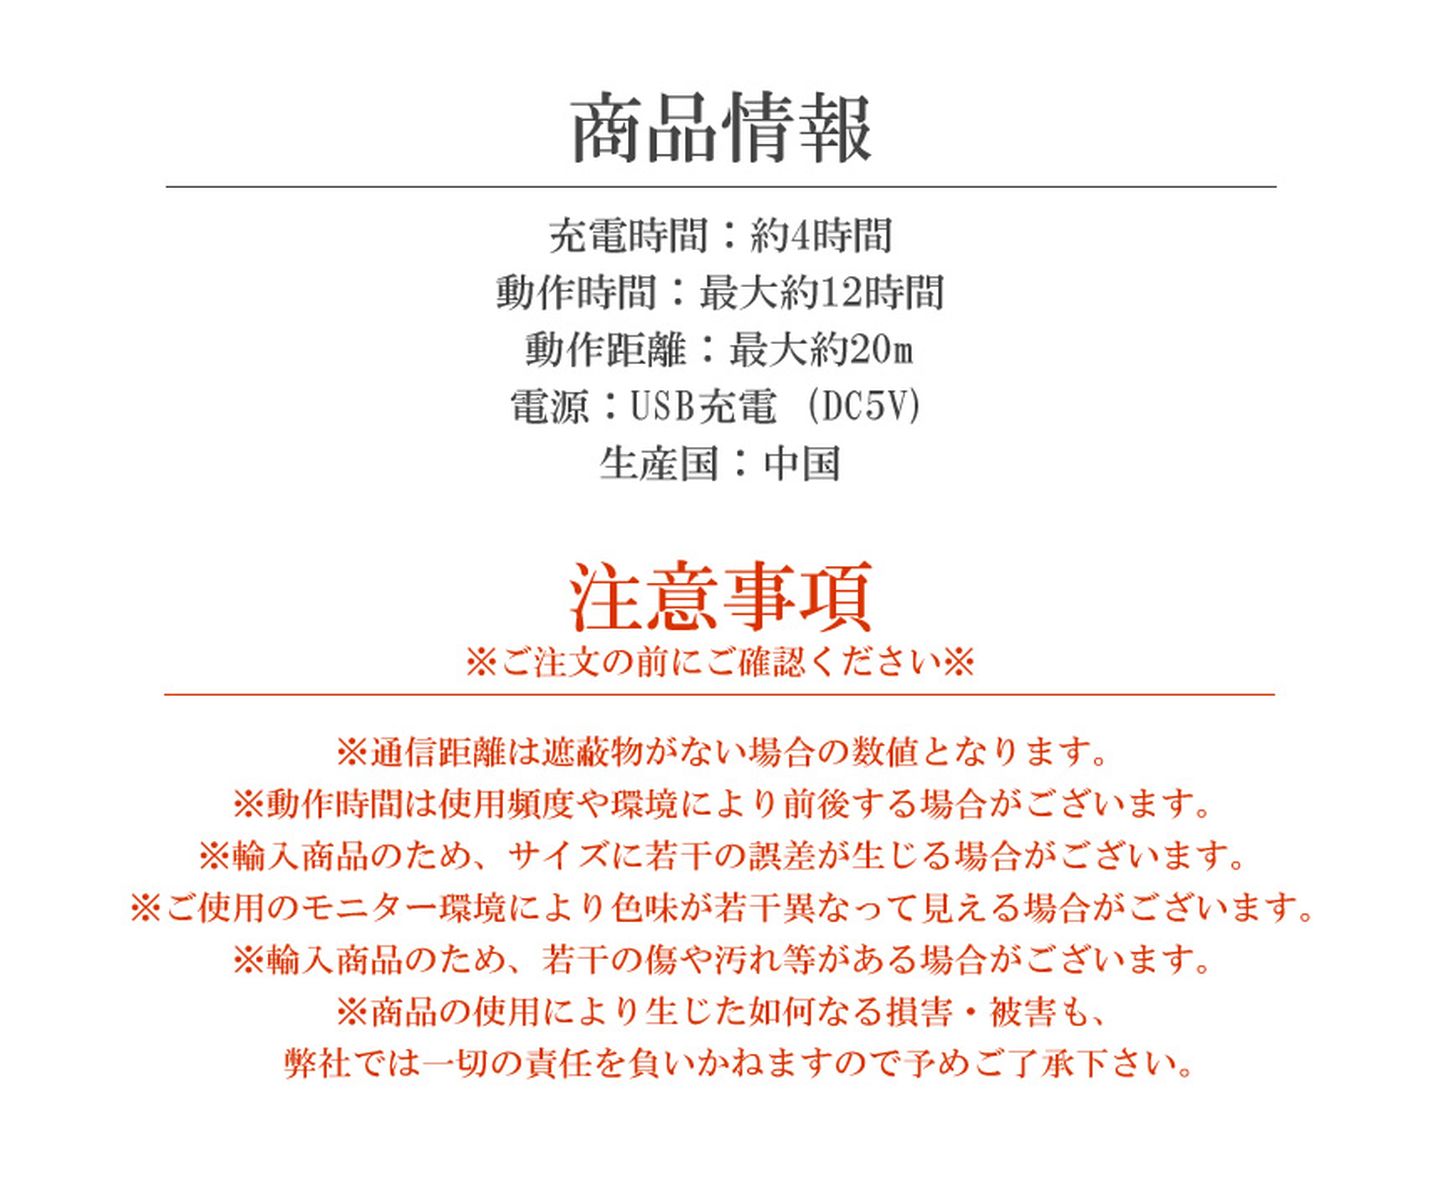 商品情報
充電時間：約4時間
動作時間：最大約12時間
動作距離：最大約20m
電源：USB充電 (DC5V)
生産国：中国
注意事項
※ご注文の前にご確認ください※
※通信距離は遮蔽物がない場合の数値となります。
※動作時間は使用頻度や環境により前後する場合がございます。
※輸入商品のため、サイズに若干の誤差が生じる場合がございます。
※ご使用のモニター環境により色味が若干異なって見える場合がございます。
※輸入商品のため、若干の傷や汚れ等がある場合がございます。
※商品の使用により生じた如何なる損害・被害も、
弊社では一切の責任を負いかねますので予めご了承下さい。